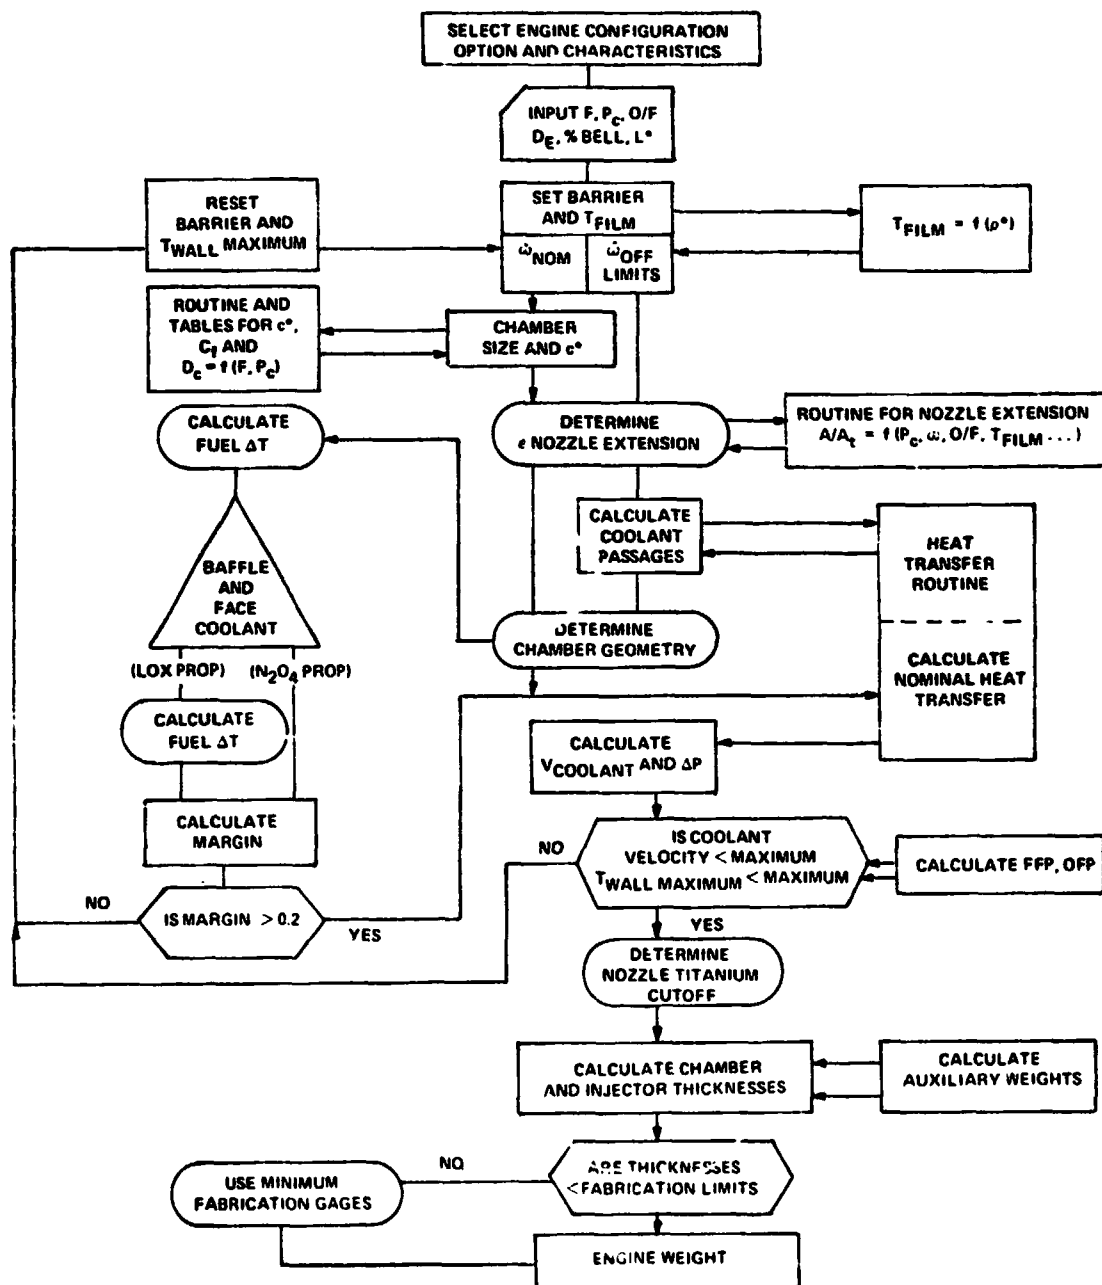 SELECT ENGINE CONFIGURATION
OPTION AND CHARACTERISTICS
INPUT F, Pc, O/F
DE, % BELL, L*
RESET
BARRIER AND
TWALL MAXIMUM
SET BARRIER
AND TFILM
ω̇NOM
ω̇OFF
LIMITS
TFILM = f (ρ*)
ROUTINE AND
TABLES FOR c*,
Cf AND
Dc = f (F, Pc)
CHAMBER
SIZE AND c*
CALCULATE
FUEL ΔT
DETERMINE
ϵ NOZZLE EXTENSION
ROUTINE FOR NOZZLE EXTENSION
A/At = f (Pc, ω, O/F, TFILM . . . )
CALCULATE
COOLANT
PASSAGES
HEAT
TRANSFER
ROUTINE
BAFFLE
AND
FACE
COOLANT
DETERMINE
CHAMBER GEOMETRY
(LOX PROP)
(N2O4 PROP)
CALCULATE
NOMINAL HEAT
TRANSFER
CALCULATE
FUEL ΔT
CALCULATE
VCOOLANT AND ΔP
CALCULATE
MARGIN
NO
IS COOLANT
VELOCITY < MAXIMUM
TWALL MAXIMUM < MAXIMUM
CALCULATE FFP, OFP
NO
IS MARGIN > 0.2
YES
YES
DETERMINE
NOZZLE TITANIUM
CUTOFF
CALCULATE CHAMBER
AND INJECTOR THICKNESSES
CALCULATE
AUXILIARY WEIGHTS
NO
ARE THICKNESSES
<FABRICATION LIMITS
USE MINIMUM
FABRICATION GAGES
ENGINE WEIGHT